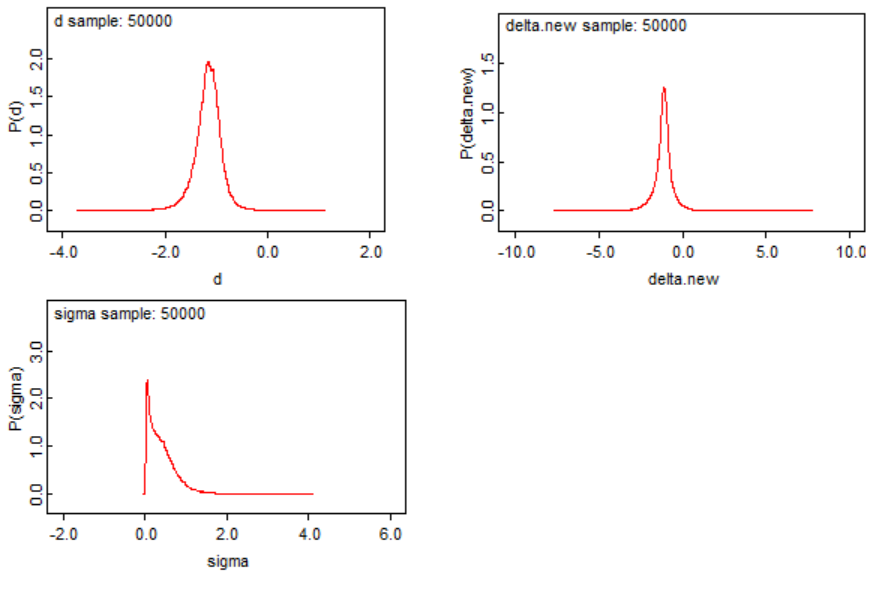 d sample: 50000
P(d)
2.0
1.5
1.0
0.5
0.0
-4.0 -2.0 0.0 2.0
d
delta.new sample: 50000
P(delta.new)
1.5
1.0
0.5
0.0
-10.0 -5.0 0.0 5.0 10.0
delta.new
sigma sample: 50000
P(sigma)
3.0
2.0
1.0
0.0
-2.0 0.0 2.0 4.0 6.0
sigma